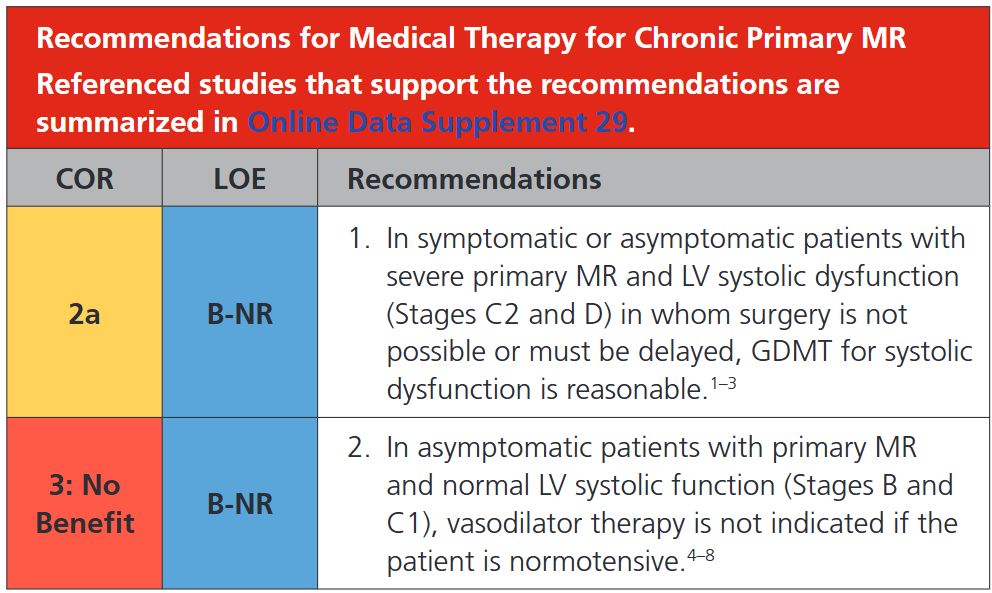 Recommendations for Medical Therapy for Chronic Primary MR
Referenced studies that support the recommendations are
summarized in Online Data Supplement 29.
COR LOE Recommendations
2a
B-NR
1. In symptomatic or asymptomatic patients with
severe primary MR and LV systolic dysfunction
(Stages C2 and D) in whom surgery is not
possible or must be delayed, GDMT for systolic
dysfunction is reasonable.1–3
3: No
Benefit
B-NR
2. In asymptomatic patients with primary MR
and normal LV systolic function (Stages B and
C1), vasodilator therapy is not indicated if the
patient is normotensive.4–8